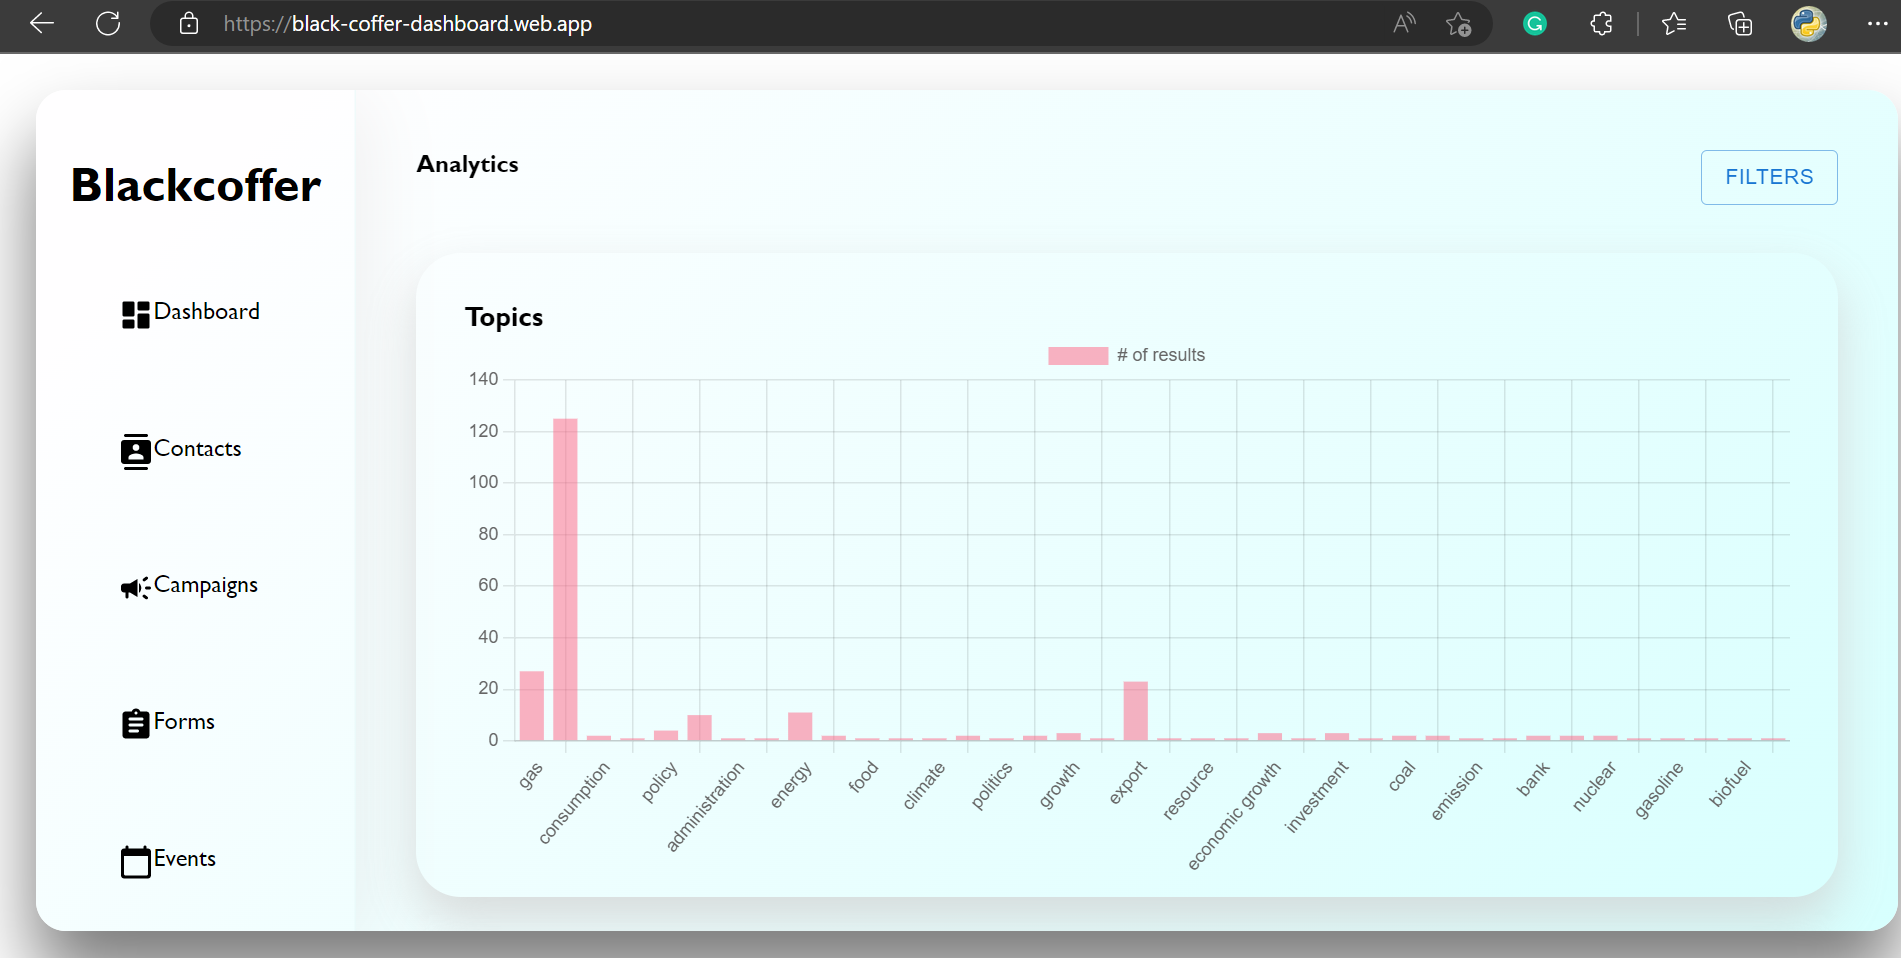 https://black-coffer-dashboard.web.app
Blackcoffer
Dashboard
Contacts
Campaigns
Forms
Events
Analytics
FILTERS
Topics
# of results
140
120
100
80
60
40
20
0
gas
consumption
policy
administration
energy
food
climate
politics
growth
export
resource
economic growth
investment
coal
emission
bank
nuclear
gasoline
biofuel